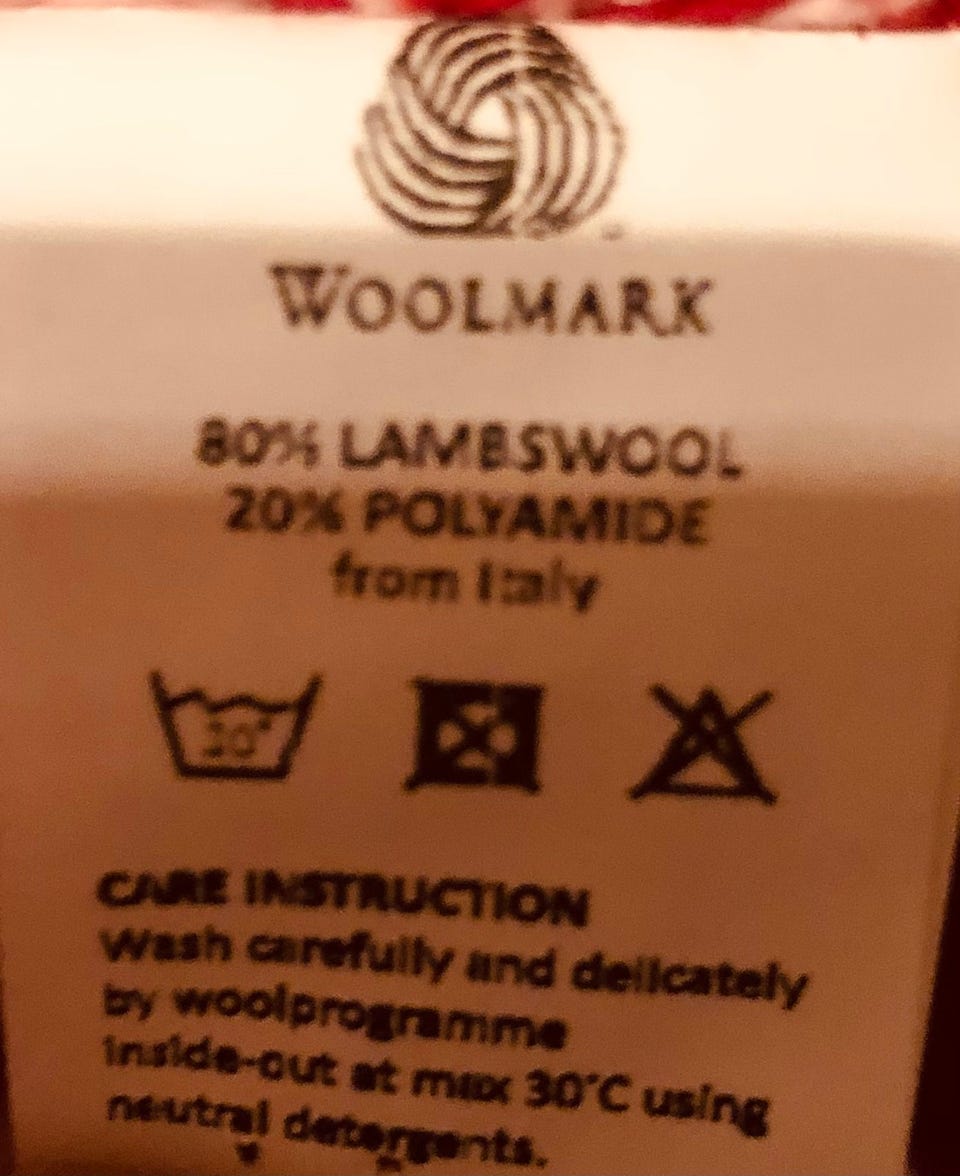 WOOLMARK
80% LAMBSWOOL
20% POLYAMIDE
from Italy
30°
CARE INSTRUCTION
Wash carefully and delicately
by woolprogramme
inside-out at max 30°C using
neutral detergents.